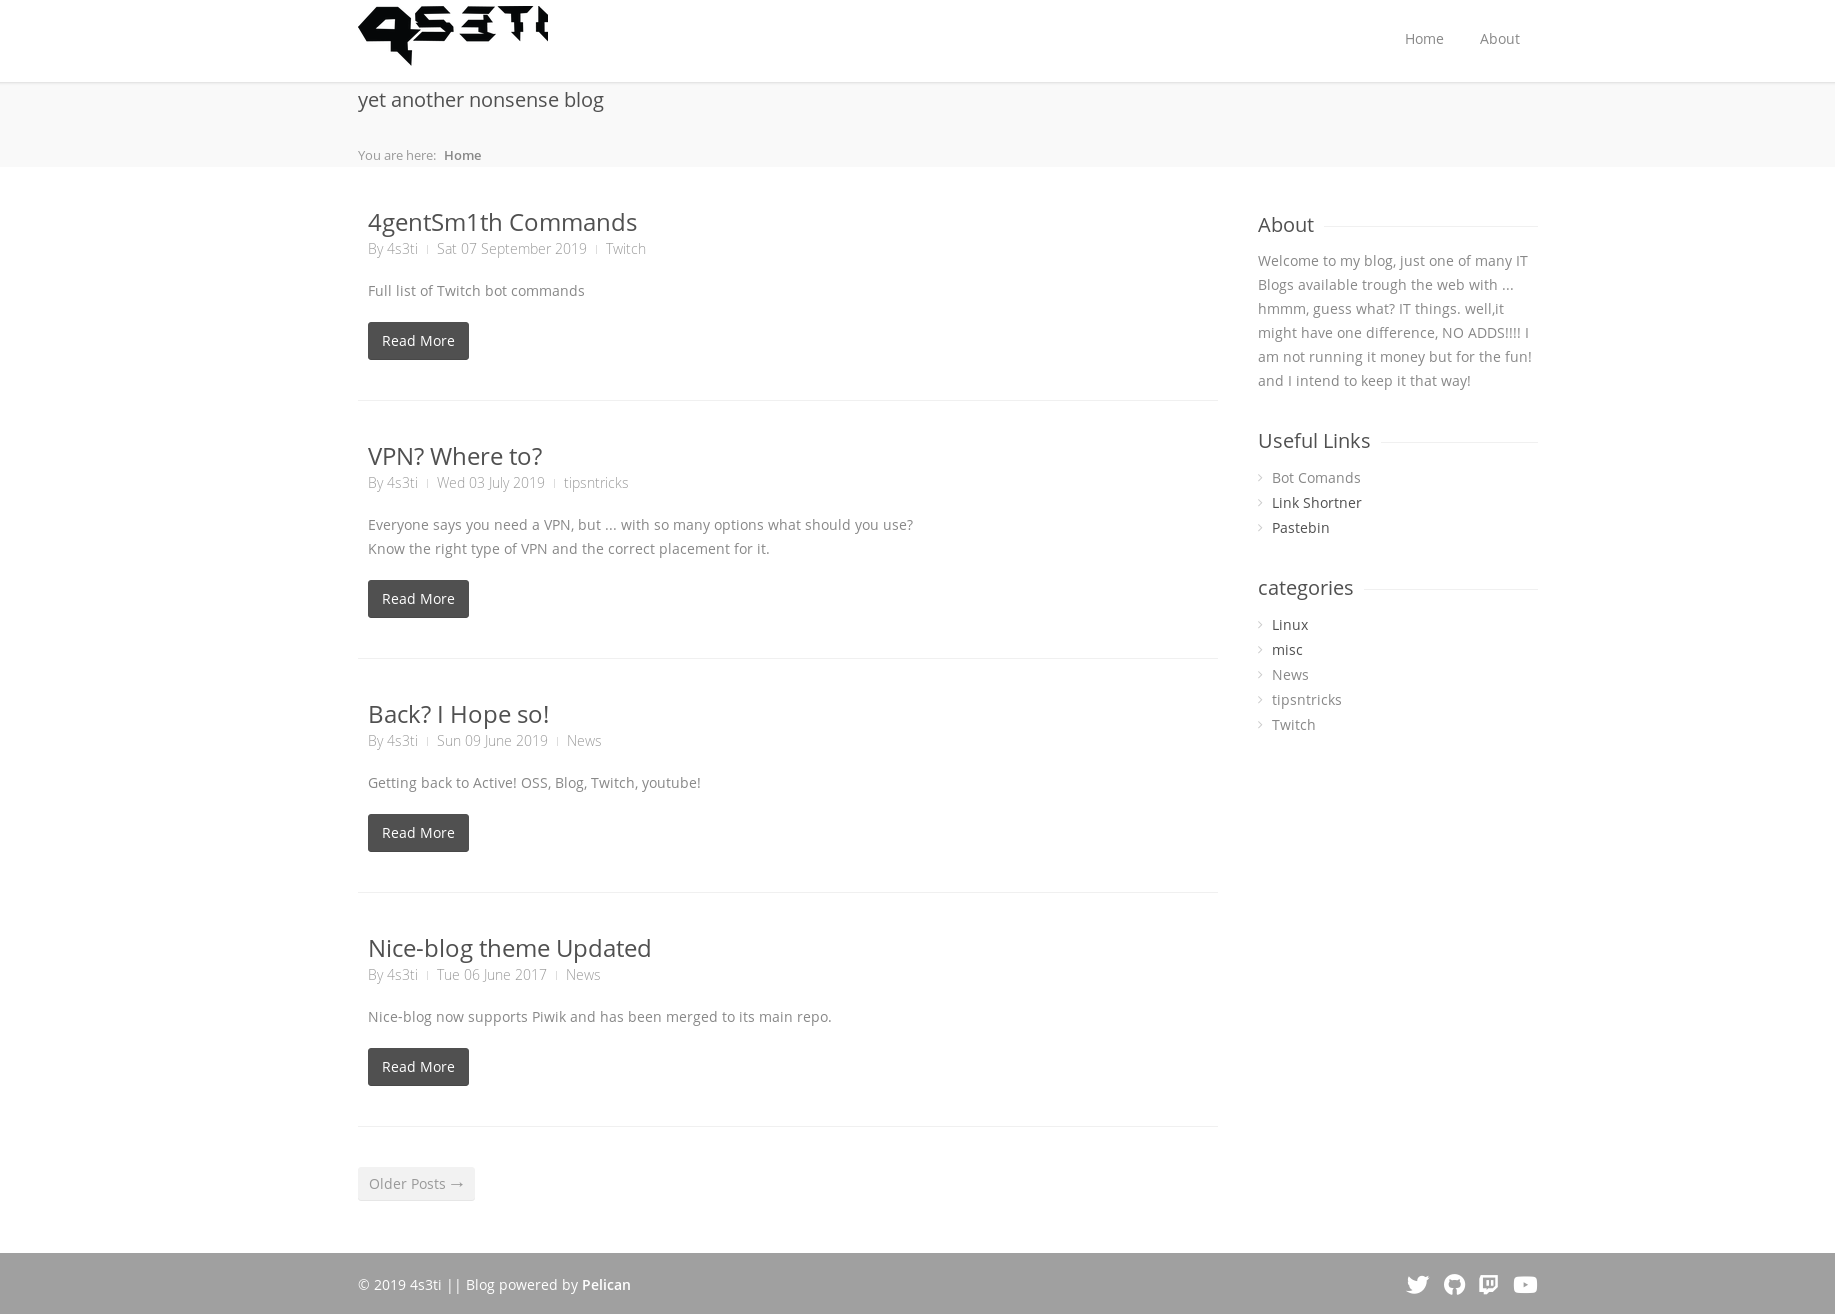 4S3TI
Home
About
yet another nonsense blog
You are here: Home
4gentSm1th Commands
By 4s3ti
Sat 07 September 2019
Twitch
Full list of Twitch bot commands
Read More
VPN? Where to?
By 4s3ti
Wed 03 July 2019
tipsntricks
Everyone says you need a VPN, but ... with so many options what should you use?
Know the right type of VPN and the correct placement for it.
Read More
Back? I Hope so!
By 4s3ti
Sun 09 June 2019
News
Getting back to Active! OSS, Blog, Twitch, youtube!
Read More
Nice-blog theme Updated
By 4s3ti
Tue 06 June 2017
News
Nice-blog now supports Piwik and has been merged to its main repo.
Read More
Older Posts →
About
Welcome to my blog, just one of many IT
Blogs available trough the web with ...
hmmm, guess what? IT things. well,it
might have one difference, NO ADDS!!!! I
am not running it money but for the fun!
and I intend to keep it that way!
Useful Links
Bot Comands
Link Shortner
Pastebin
categories
Linux
misc
News
tipsntricks
Twitch
© 2019 4s3ti || Blog powered by Pelican